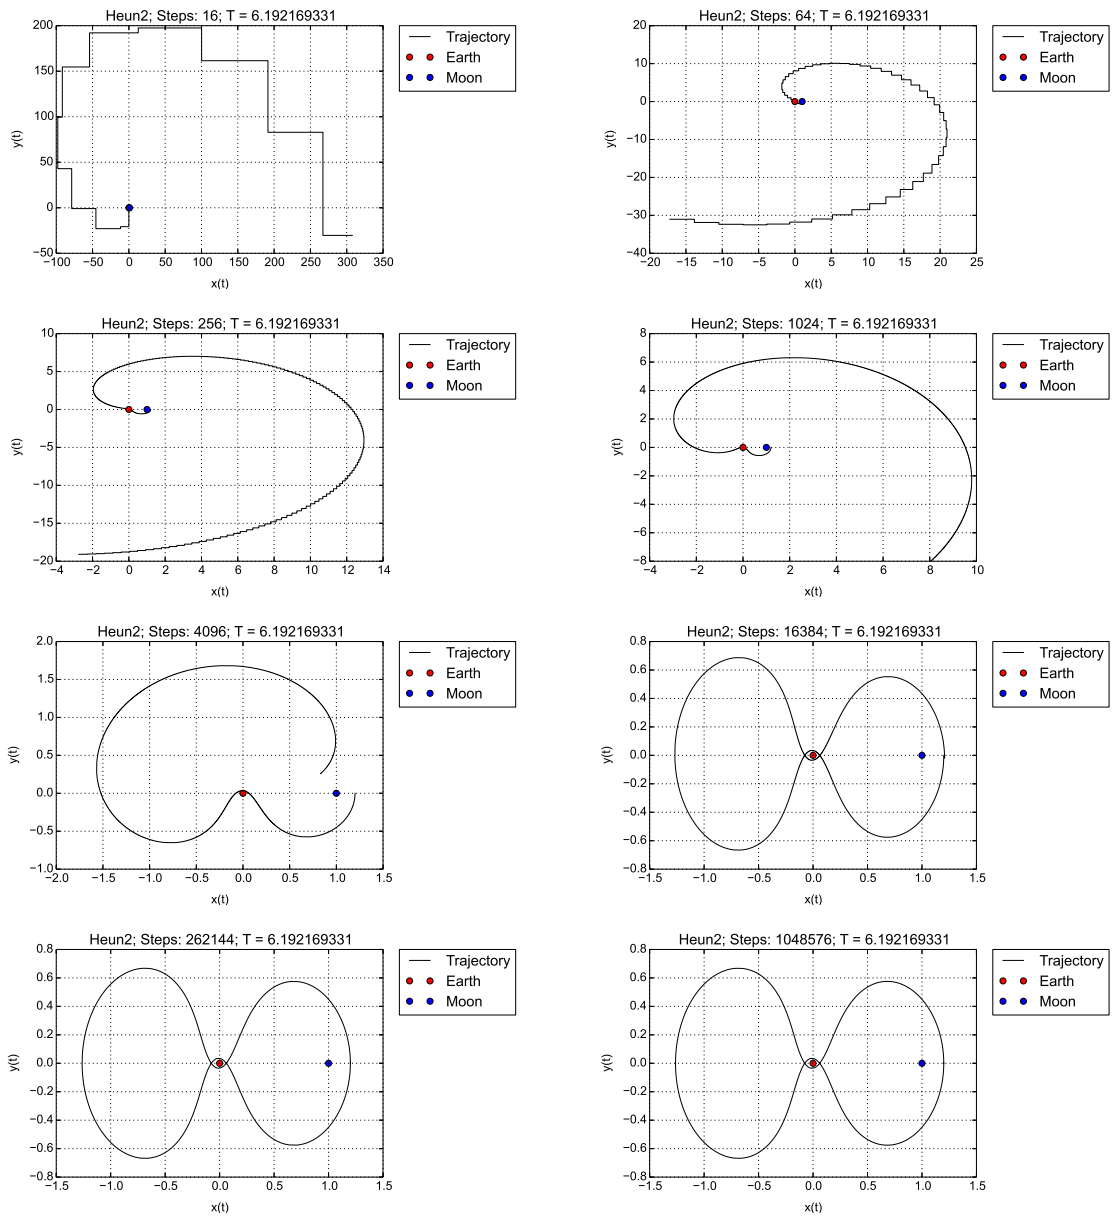 Heun2; Steps: 16; T = 6.192169331
Trajectory
Earth
Moon
200
150
100
50
0
−50
y(t)
−100 −50 0 50 100 150 200 250 300 350
x(t)
Heun2; Steps: 64; T = 6.192169331
Trajectory
Earth
Moon
20
10
0
−10
−20
−30
−40
y(t)
−20 −15 −10 −5 0 5 10 15 20 25
x(t)
Heun2; Steps: 256; T = 6.192169331
Trajectory
Earth
Moon
10
5
0
−5
−10
−15
−20
y(t)
−4 −2 0 2 4 6 8 10 12 14
x(t)
Heun2; Steps: 1024; T = 6.192169331
Trajectory
Earth
Moon
8
6
4
2
0
−2
−4
−6
−8
y(t)
−4 −2 0 2 4 6 8 10
x(t)
Heun2; Steps: 4096; T = 6.192169331
Trajectory
Earth
Moon
2.0
1.5
1.0
0.5
0.0
−0.5
−1.0
y(t)
−2.0 −1.5 −1.0 −0.5 0.0 0.5 1.0 1.5
x(t)
Heun2; Steps: 16384; T = 6.192169331
Trajectory
Earth
Moon
0.8
0.6
0.4
0.2
0.0
−0.2
−0.4
−0.6
−0.8
y(t)
−1.5 −1.0 −0.5 0.0 0.5 1.0 1.5
x(t)
Heun2; Steps: 262144; T = 6.192169331
Trajectory
Earth
Moon
0.8
0.6
0.4
0.2
0.0
−0.2
−0.4
−0.6
−0.8
y(t)
−1.5 −1.0 −0.5 0.0 0.5 1.0 1.5
x(t)
Heun2; Steps: 1048576; T = 6.192169331
Trajectory
Earth
Moon
0.8
0.6
0.4
0.2
0.0
−0.2
−0.4
−0.6
−0.8
y(t)
−1.5 −1.0 −0.5 0.0 0.5 1.0 1.5
x(t)